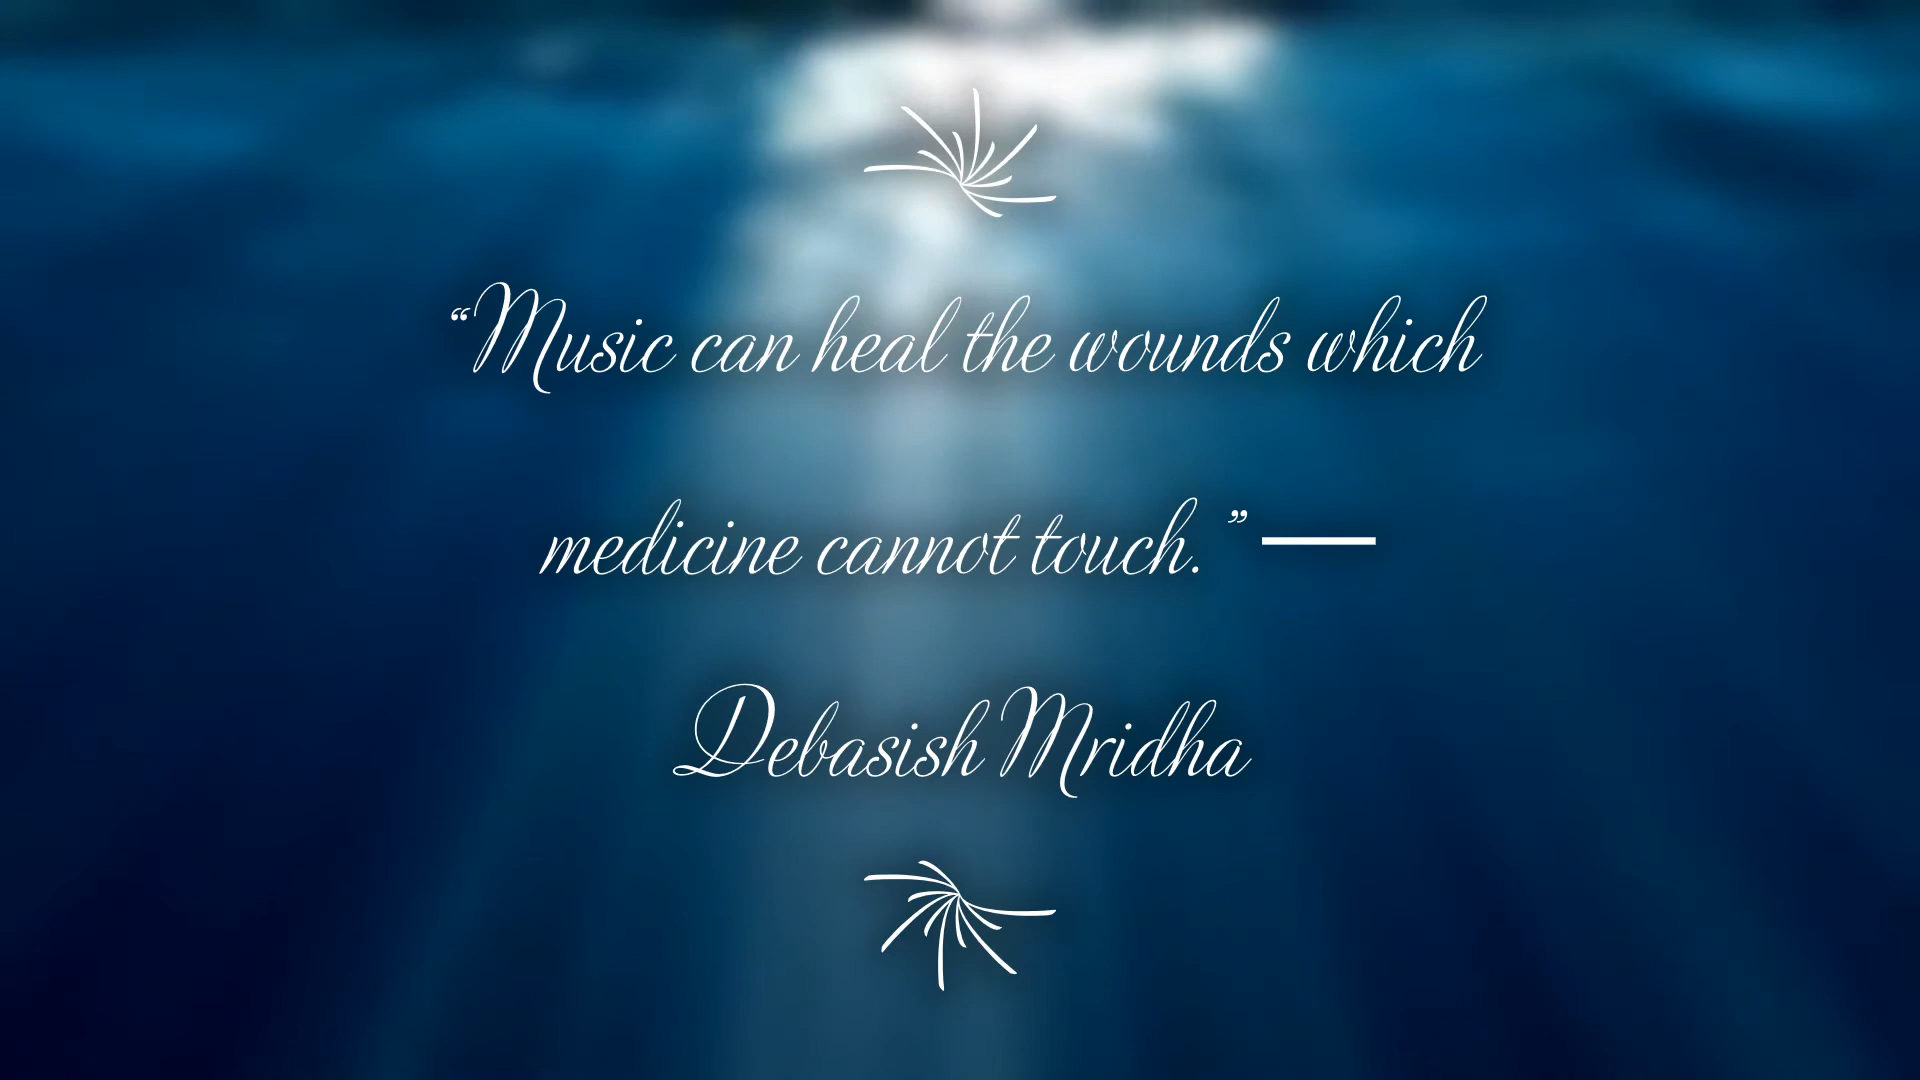 “Music can heal the wounds which
medicine cannot touch.” —
Debasish Mridha